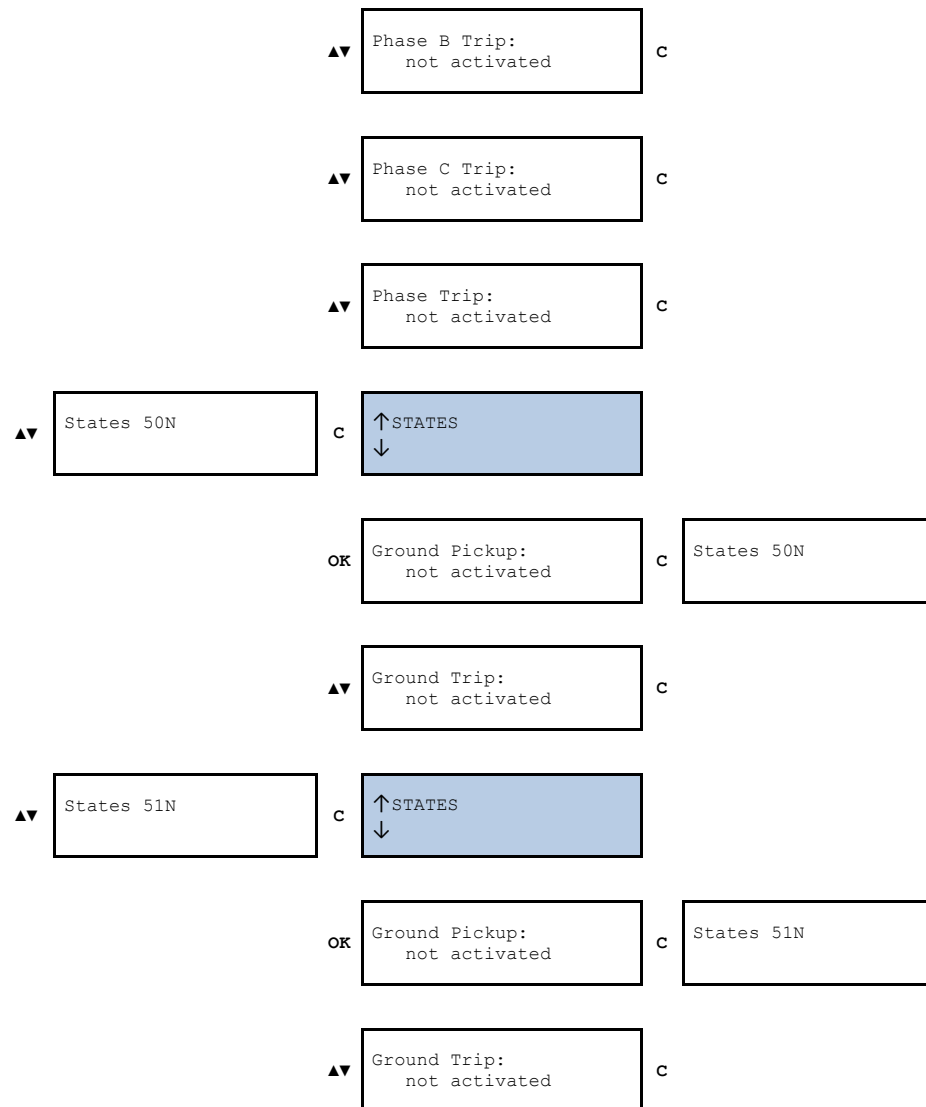 ▲▼ Phase B Trip: C
not activated
▲▼ Phase C Trip: C
not activated
▲▼ Phase Trip: C
not activated
▲▼ States 50N C ↑STATES
↓
OK Ground Pickup: C States 50N
not activated
▲▼ Ground Trip: C
not activated
▲▼ States 51N C ↑STATES
↓
OK Ground Pickup: C States 51N
not activated
▲▼ Ground Trip: C
not activated